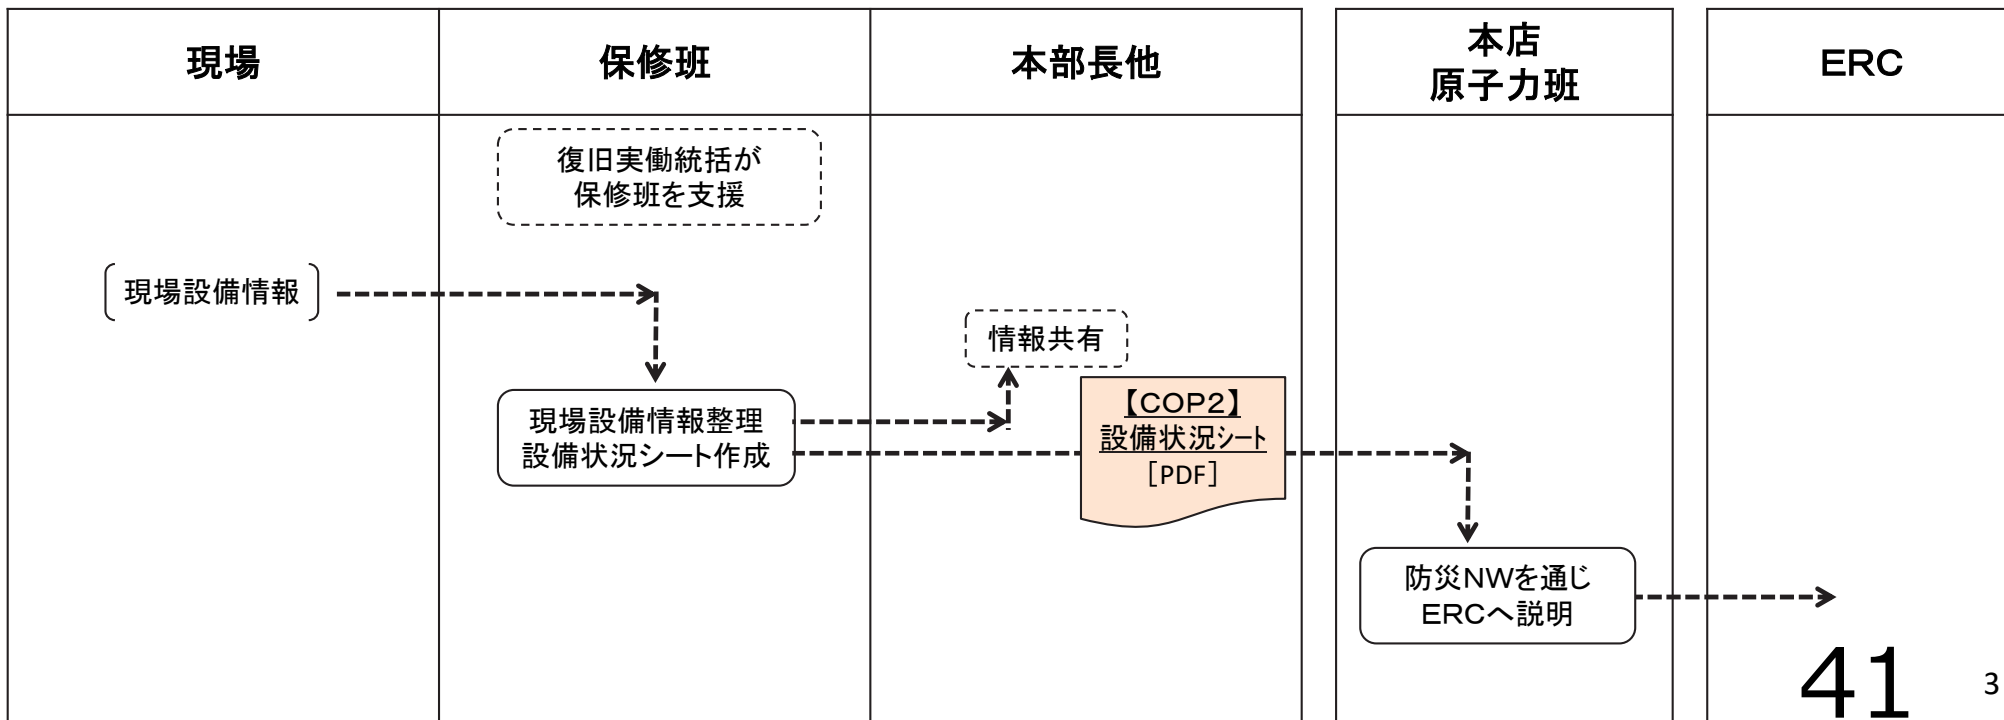 現場
保修班
本部長他
本店
原子力班
ERC
復旧実働統括が
保修班を支援
現場設備情報
情報共有
現場設備情報整理
設備状況シート作成
【COP2】
設備状況シート
［PDF］
防災NWを通じ
ERCへ説明
41
3